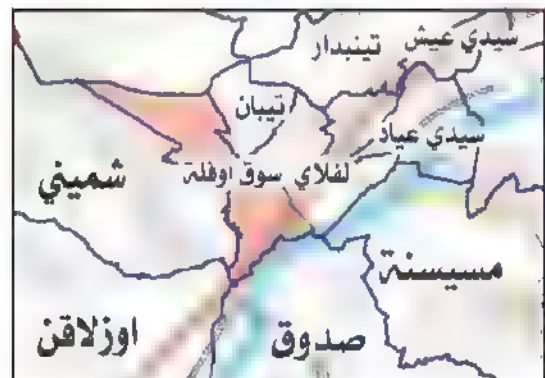 سيدي عيش
تينبدار
تيبان
سيدي عياد
لفلاي سوق اوفلة
شميني
مسيسنة
اوزلاقن
صدوق